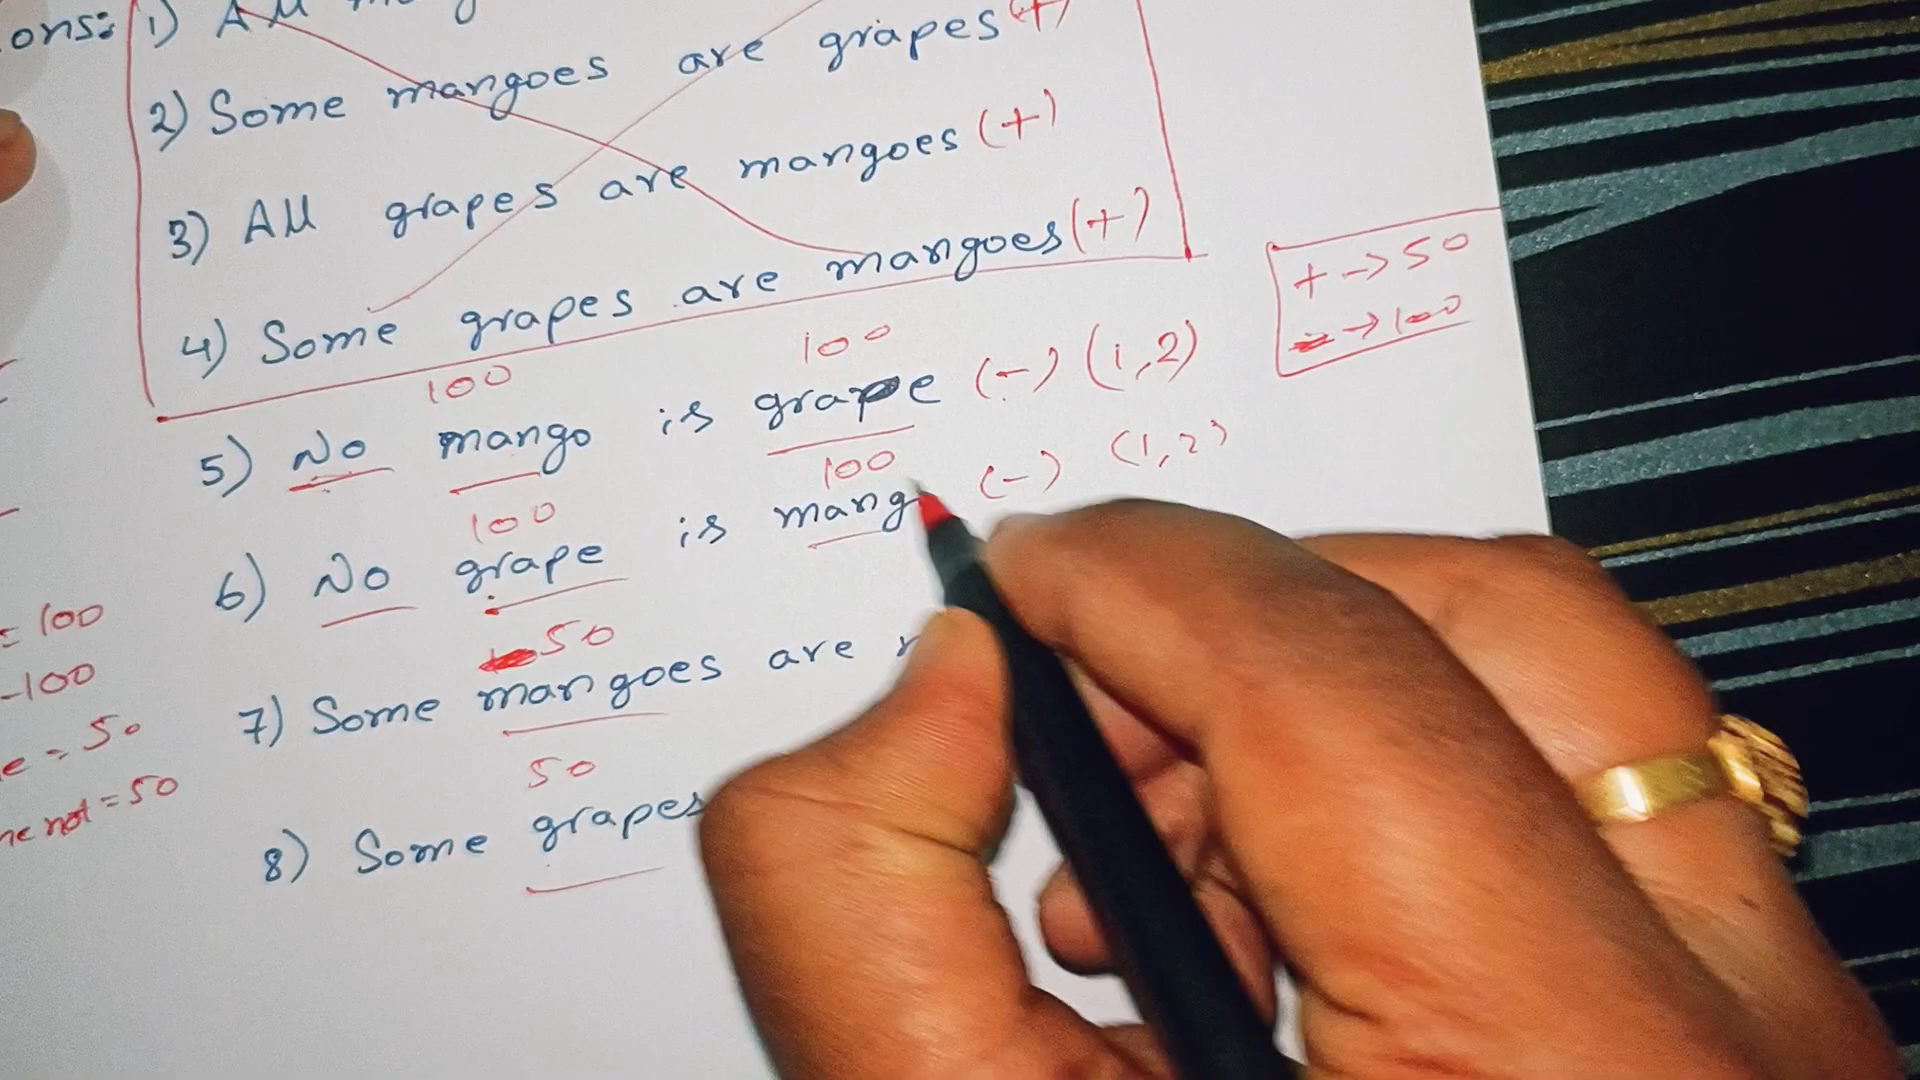 ons: 1) All
2) Some mangoes are grapes (+)
3) All grapes are mangoes (+)
4) Some grapes are mangoes (+)
+ → 50
- → 100
100 100
5) No mango is grape (-) (1,2)
100 100
6) No grape is mang (-) (1,2)
50
7) Some mangoes are
50
8) Some grapes
= 100
-100
e = 50
me not = 50